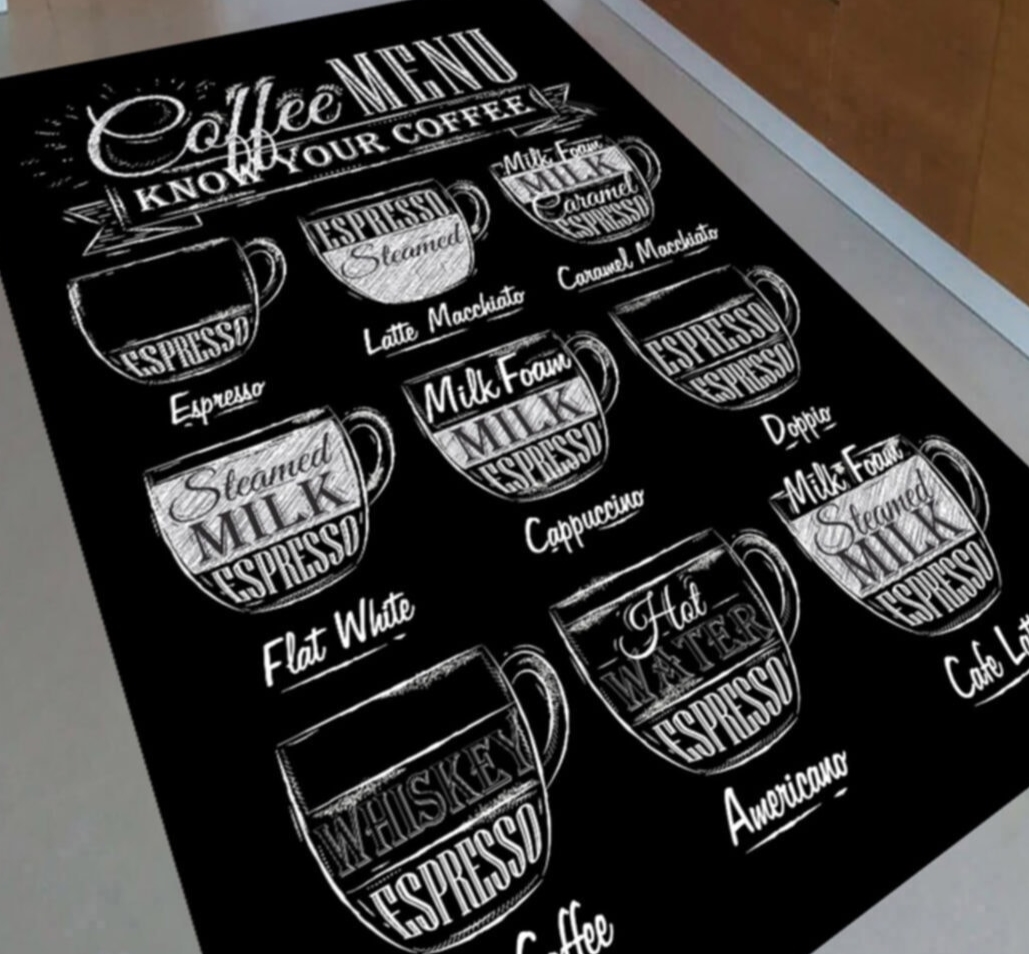 Coffee MENU
KNOW YOUR COFFEE
ESPRESSO
Espresso
ESPRESSO
Steamed
Latte Macchiato
Milk Foam
MILK
Caramel
ESPRESSO
Caramel Macchiato
Steamed
MILK
ESPRESSO
Flat White
Milk Foam
MILK
ESPRESSO
Cappuccino
ESPRESSO
ESPRESSO
Doppio
WHISKEY
ESPRESSO
Coffee
Hot
WATER
ESPRESSO
Americano
Milk Foam
Steamed
MILK
ESPRESSO
Cafe